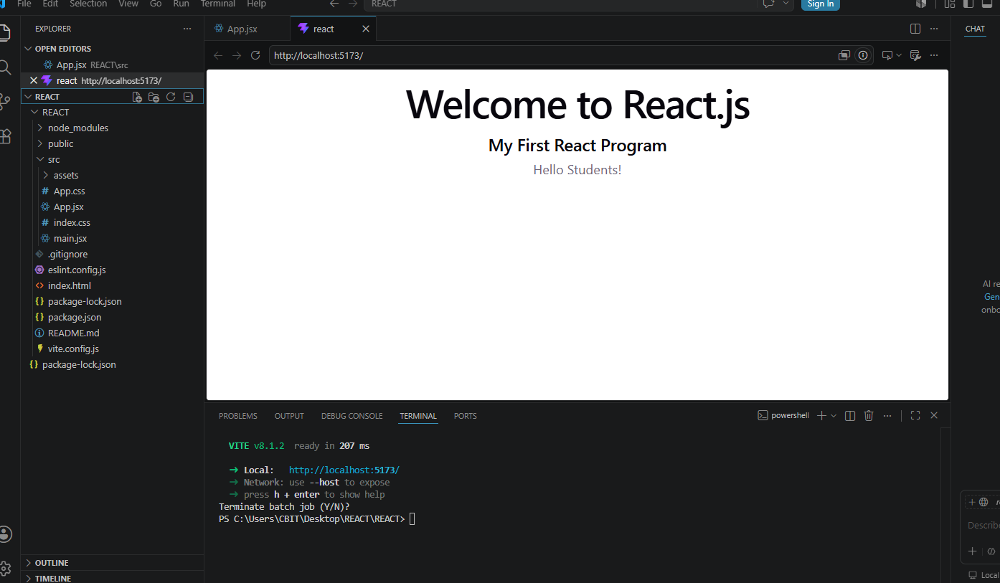 File Edit Selection View Go Run Terminal Help
REACT
Sign In
EXPLORER
OPEN EDITORS
App.jsx REACT\src
react http://localhost:5173/
REACT
REACT
node_modules
public
src
assets
App.css
App.jsx
index.css
main.jsx
.gitignore
eslint.config.js
index.html
package-lock.json
package.json
README.md
vite.config.js
package-lock.json
OUTLINE
TIMELINE
App.jsx
react
http://localhost:5173/
Welcome to React.js
My First React Program
Hello Students!
PROBLEMS OUTPUT DEBUG CONSOLE TERMINAL PORTS
powershell
VITE v8.1.2 ready in 207 ms
➜ Local: http://localhost:5173/
➜ Network: use --host to expose
➜ press h + enter to show help
Terminate batch job (Y/N)?
PS C:\Users\CBIT\Desktop\REACT\REACT>
CHAT
AI re
Gen
onbo
Describe
Local